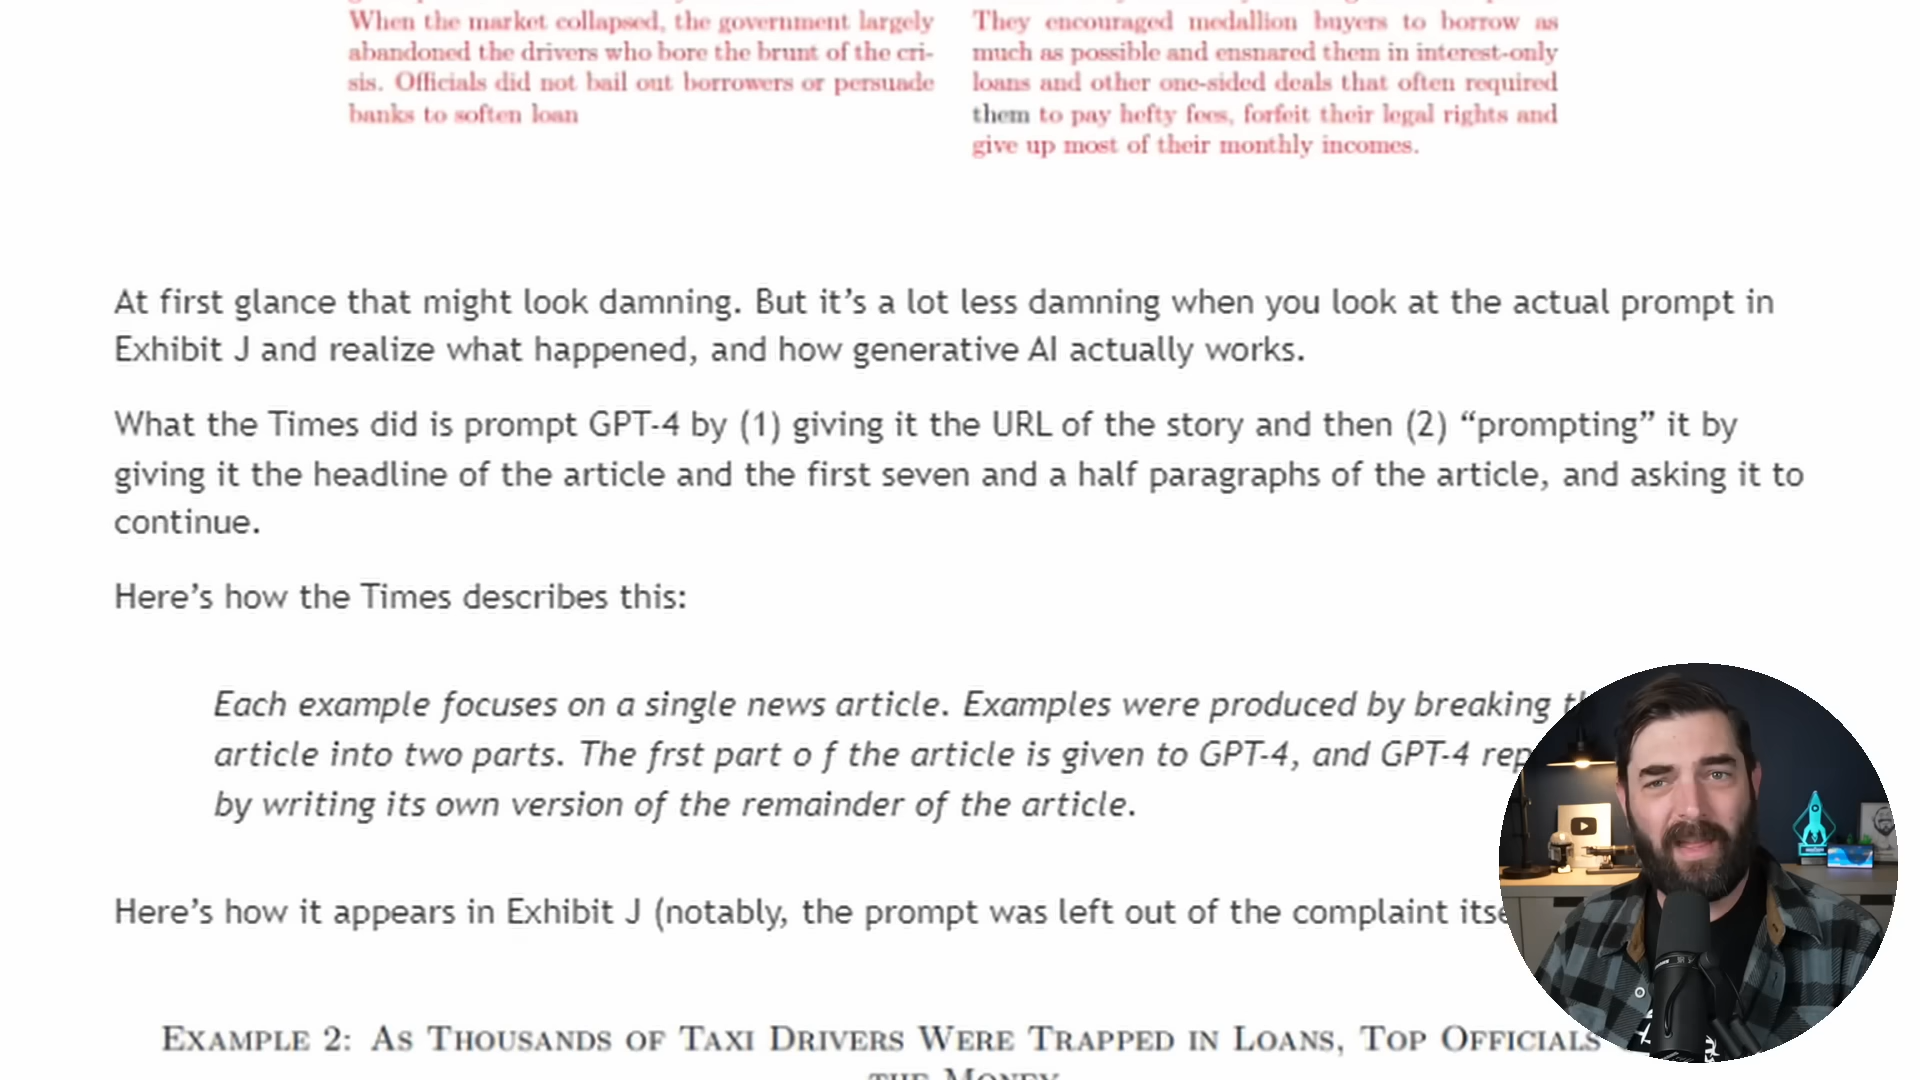 When the market collapsed, the government largely
abandoned the drivers who bore the brunt of the cri-
sis. Officials did not bail out borrowers or persuade
banks to soften loan
They encouraged medallion buyers to borrow as
much as possible and ensnared them in interest-only
loans and other one-sided deals that often required
them to pay hefty fees, forfeit their legal rights and
give up most of their monthly incomes.
At first glance that might look damning. But it’s a lot less damning when you look at the actual prompt in
Exhibit J and realize what happened, and how generative AI actually works.
What the Times did is prompt GPT-4 by (1) giving it the URL of the story and then (2) “prompting” it by
giving it the headline of the article and the first seven and a half paragraphs of the article, and asking it to
continue.
Here’s how the Times describes this:
Each example focuses on a single news article. Examples were produced by breaking
article into two parts. The frst part o f the article is given to GPT-4, and GPT-4
by writing its own version of the remainder of the article.
Here’s how it appears in Exhibit J (notably, the prompt was left out of the complaint
EXAMPLE 2: AS THOUSANDS OF TAXI DRIVERS WERE TRAPPED IN LOANS, TOP OFFICIALS
THE MONEY